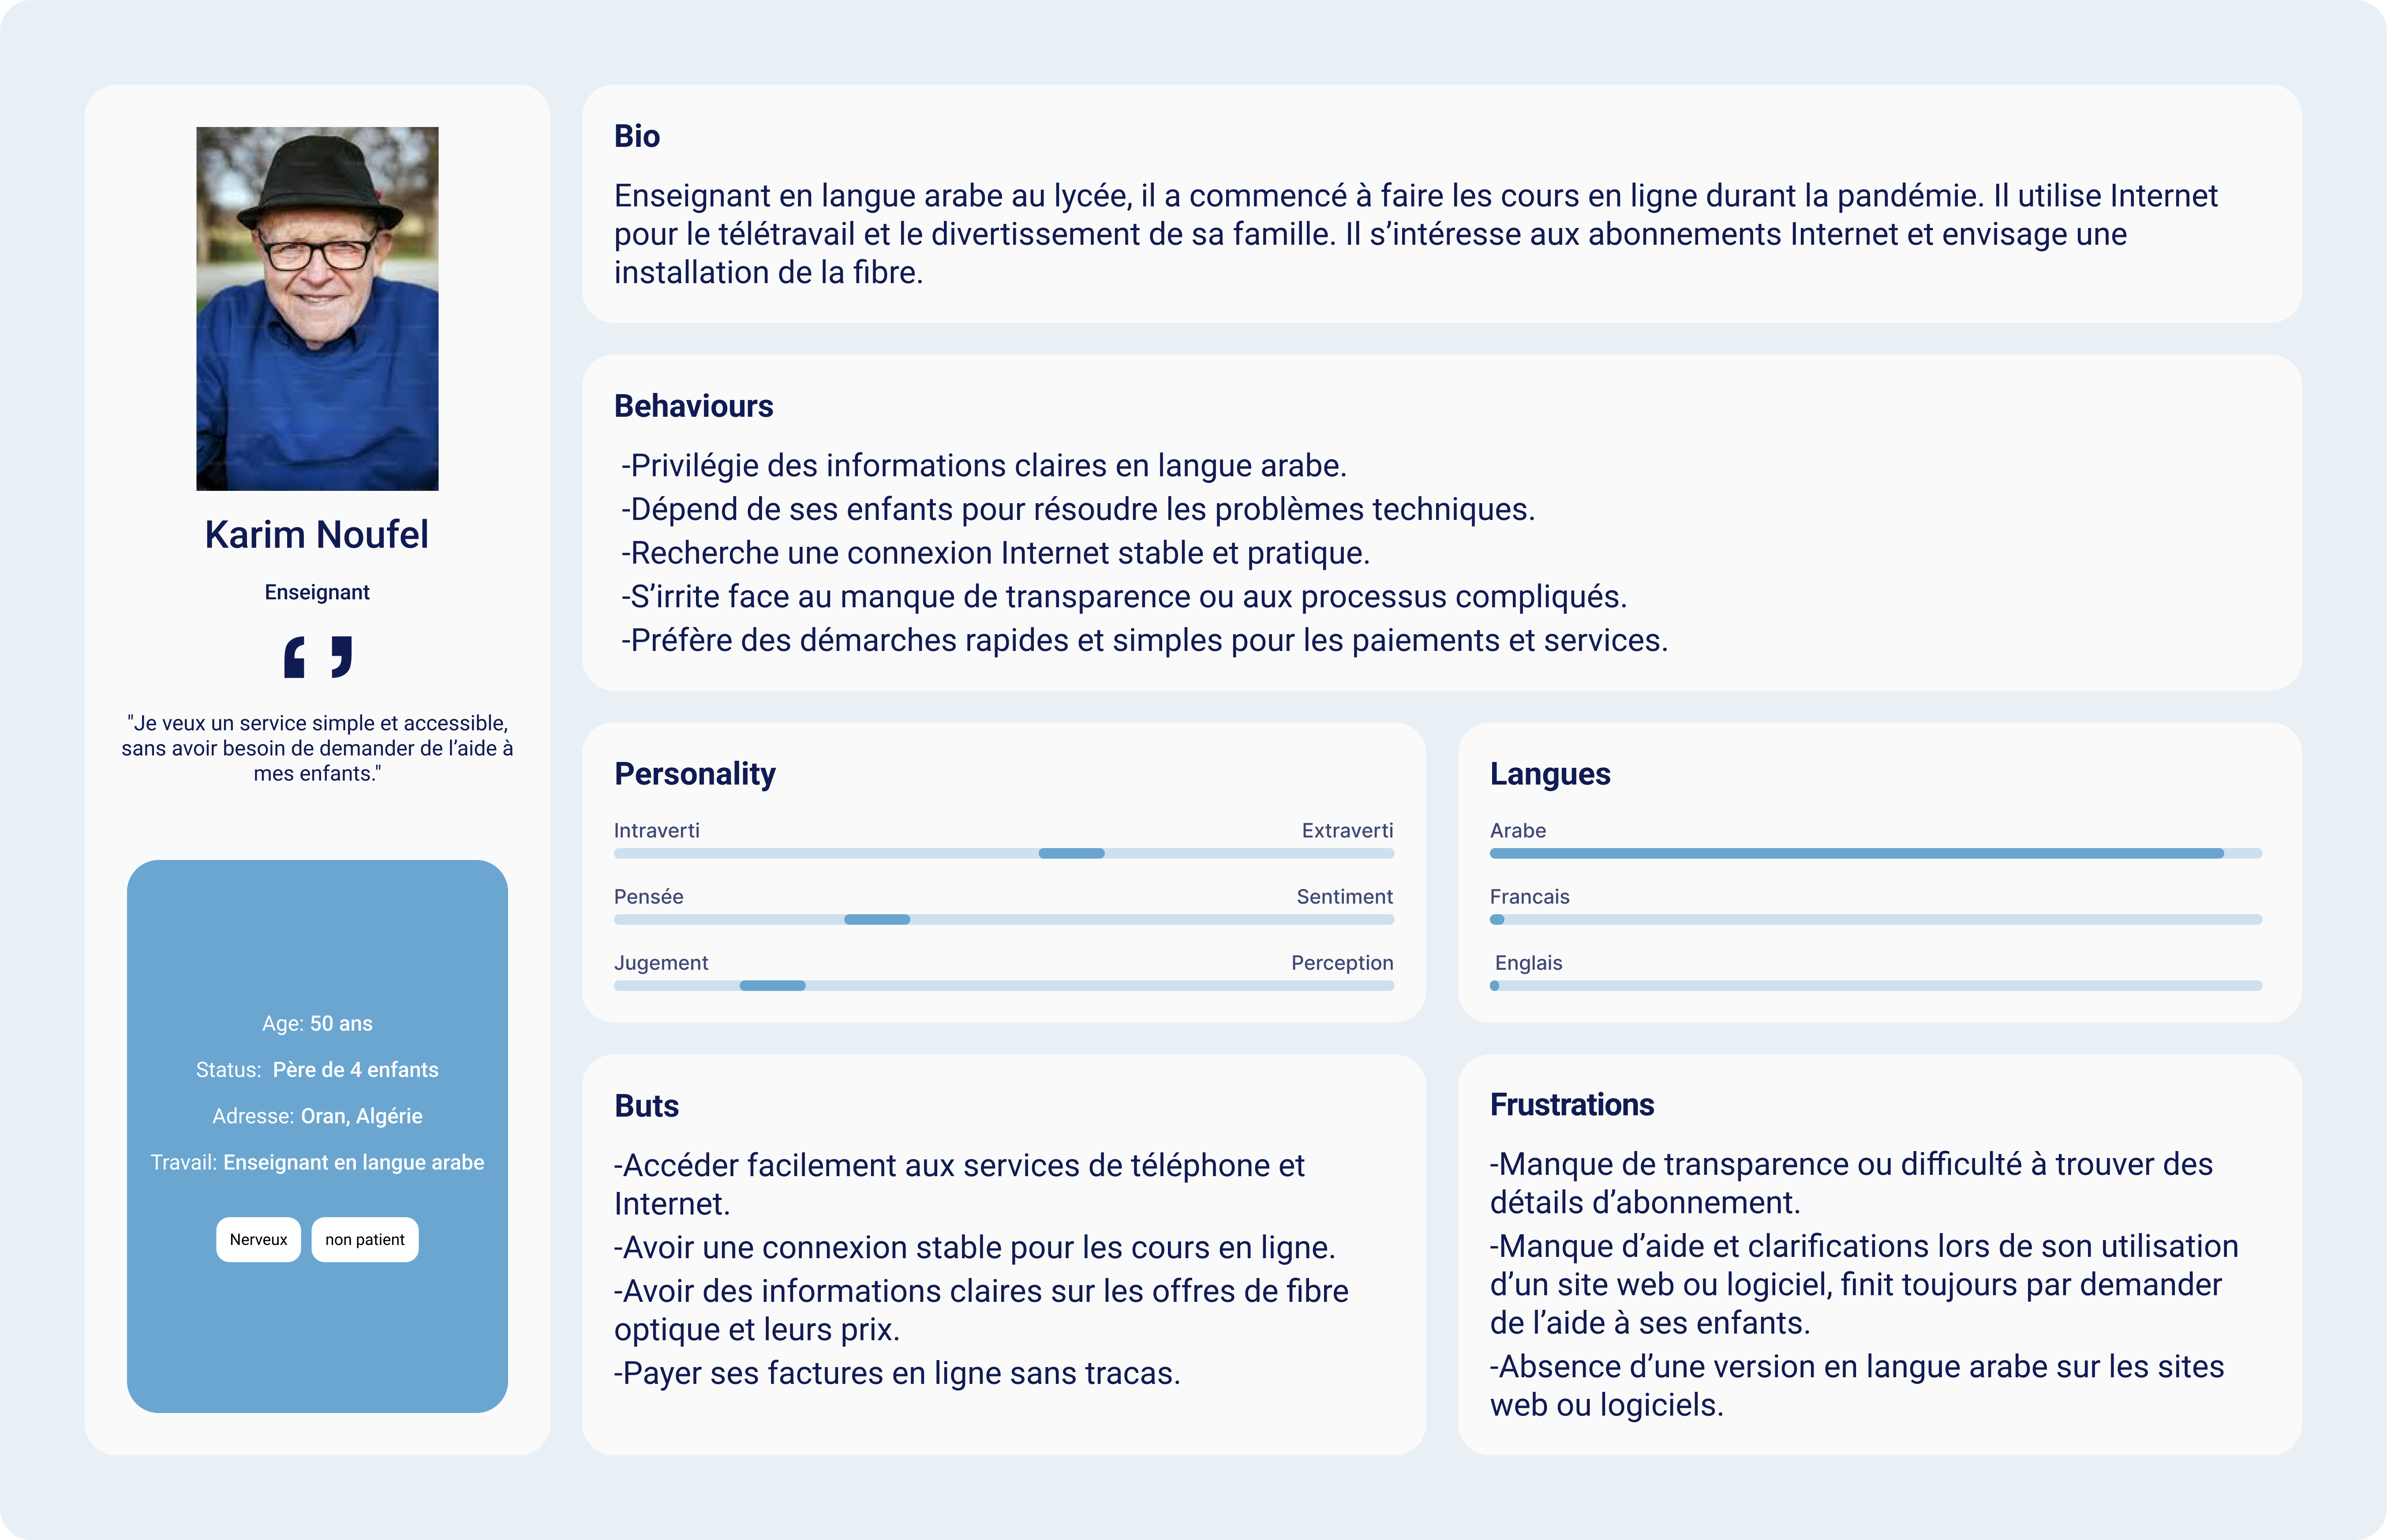 Karim Noufel
Enseignant
"Je veux un service simple et accessible,
sans avoir besoin de demander de l’aide à
mes enfants."
Age: 50 ans
Status: Père de 4 enfants
Adresse: Oran, Algérie
Travail: Enseignant en langue arabe
Nerveux
non patient
Bio
Enseignant en langue arabe au lycée, il a commencé à faire les cours en ligne durant la pandémie. Il utilise Internet
pour le télétravail et le divertissement de sa famille. Il s’intéresse aux abonnements Internet et envisage une
installation de la fibre.
Behaviours
-Privilégie des informations claires en langue arabe.
-Dépend de ses enfants pour résoudre les problèmes techniques.
-Recherche une connexion Internet stable et pratique.
-S’irrite face au manque de transparence ou aux processus compliqués.
-Préfère des démarches rapides et simples pour les paiements et services.
Personality
Intraverti
Extraverti
Pensée
Sentiment
Jugement
Perception
Langues
Arabe
Francais
Englais
Buts
-Accéder facilement aux services de téléphone et
Internet.
-Avoir une connexion stable pour les cours en ligne.
-Avoir des informations claires sur les offres de fibre
optique et leurs prix.
-Payer ses factures en ligne sans tracas.
Frustrations
-Manque de transparence ou difficulté à trouver des
détails d’abonnement.
-Manque d’aide et clarifications lors de son utilisation
d’un site web ou logiciel, finit toujours par demander
de l’aide à ses enfants.
-Absence d’une version en langue arabe sur les sites
web ou logiciels.